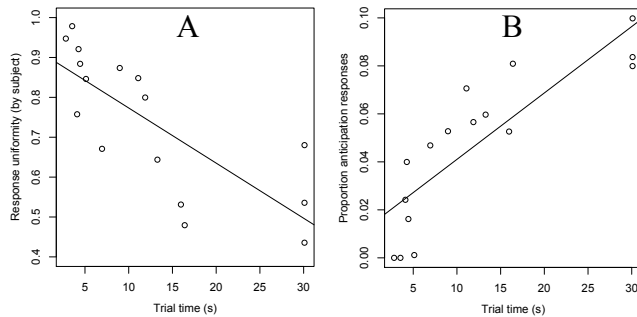 A
Response uniformity (by subject)
1.0
0.9
0.8
0.7
0.6
0.5
0.4
5 10 15 20 25 30
Trial time (s)
B
Proportion anticipation responses
0.10
0.08
0.06
0.04
0.02
0.00
5 10 15 20 25 30
Trial time (s)